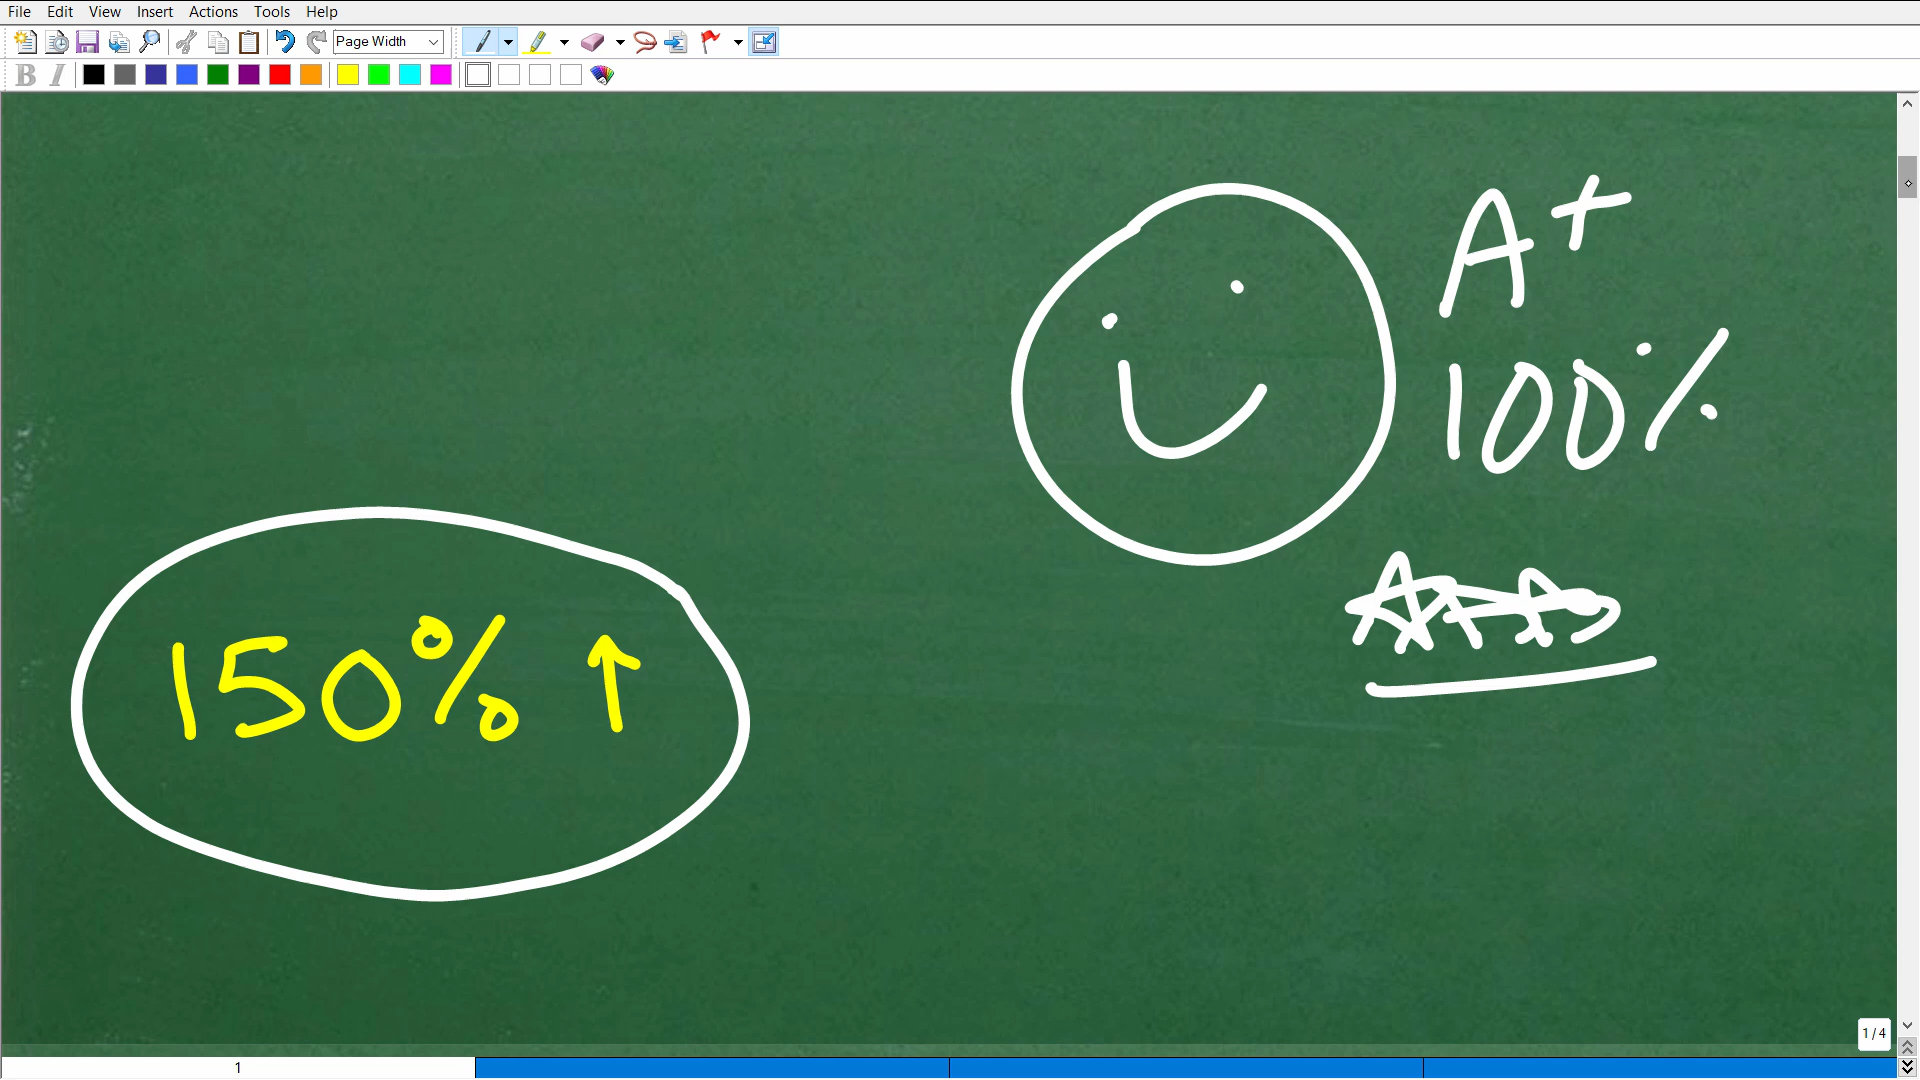 File Edit View Insert Actions Tools Help
Page Width
B I
A+
100%
150% ↑
1 / 4
1